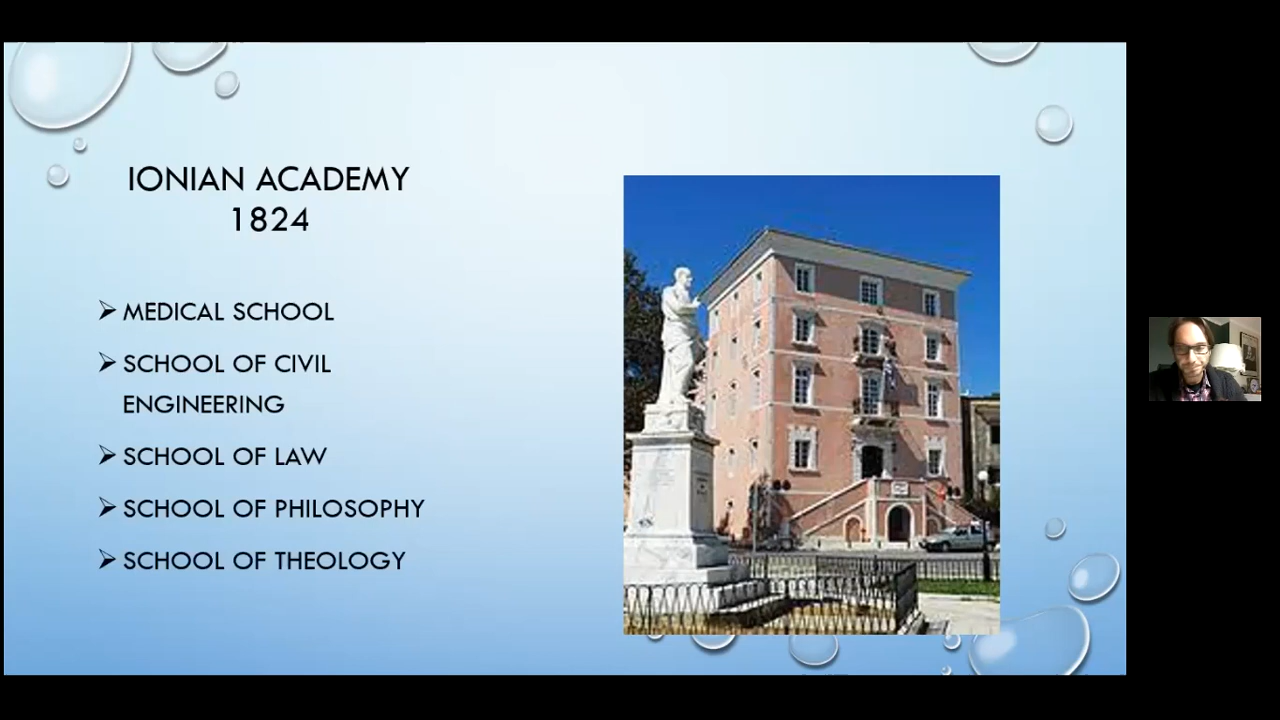 IONIAN ACADEMY
1824
MEDICAL SCHOOL
SCHOOL OF CIVIL
ENGINEERING
SCHOOL OF LAW
SCHOOL OF PHILOSOPHY
SCHOOL OF THEOLOGY